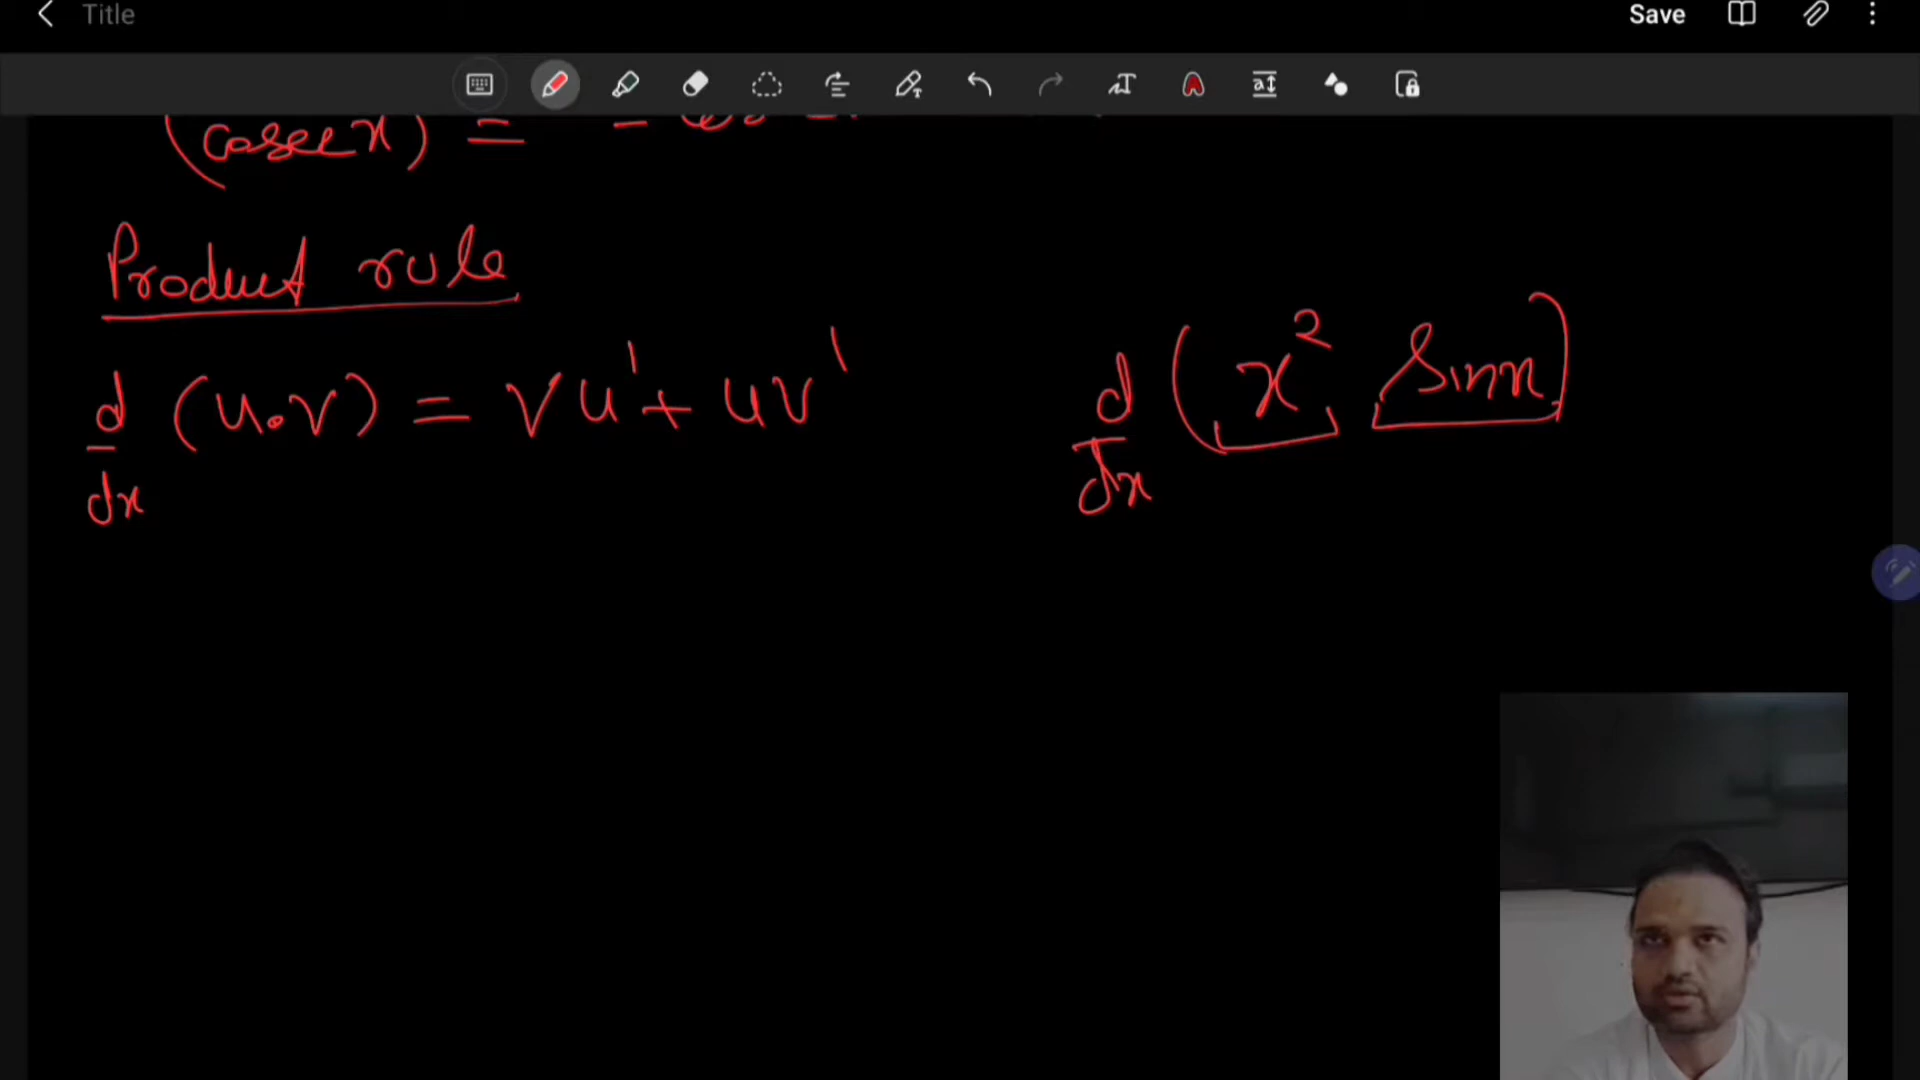 Title
Save
(cosec x) = -
Product rule
d/dx (u.v) = vu' + uv'
d/dx (x² Sinx)